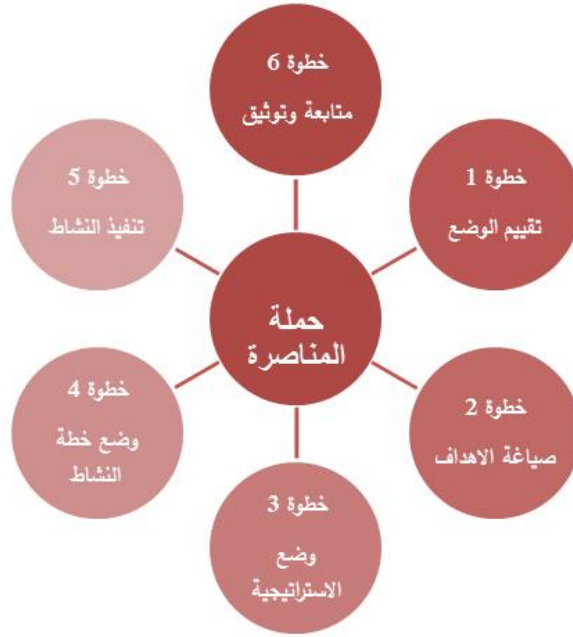 خطوة 6
متابعة وتوثيق
خطوة 1
تقييم الوضع
خطوة 2
صياغة الاهداف
خطوة 3
وضع
الاستراتيجية
خطوة 4
وضع خطة
النشاط
خطوة 5
تنفيذ النشاط
حملة
المناصرة